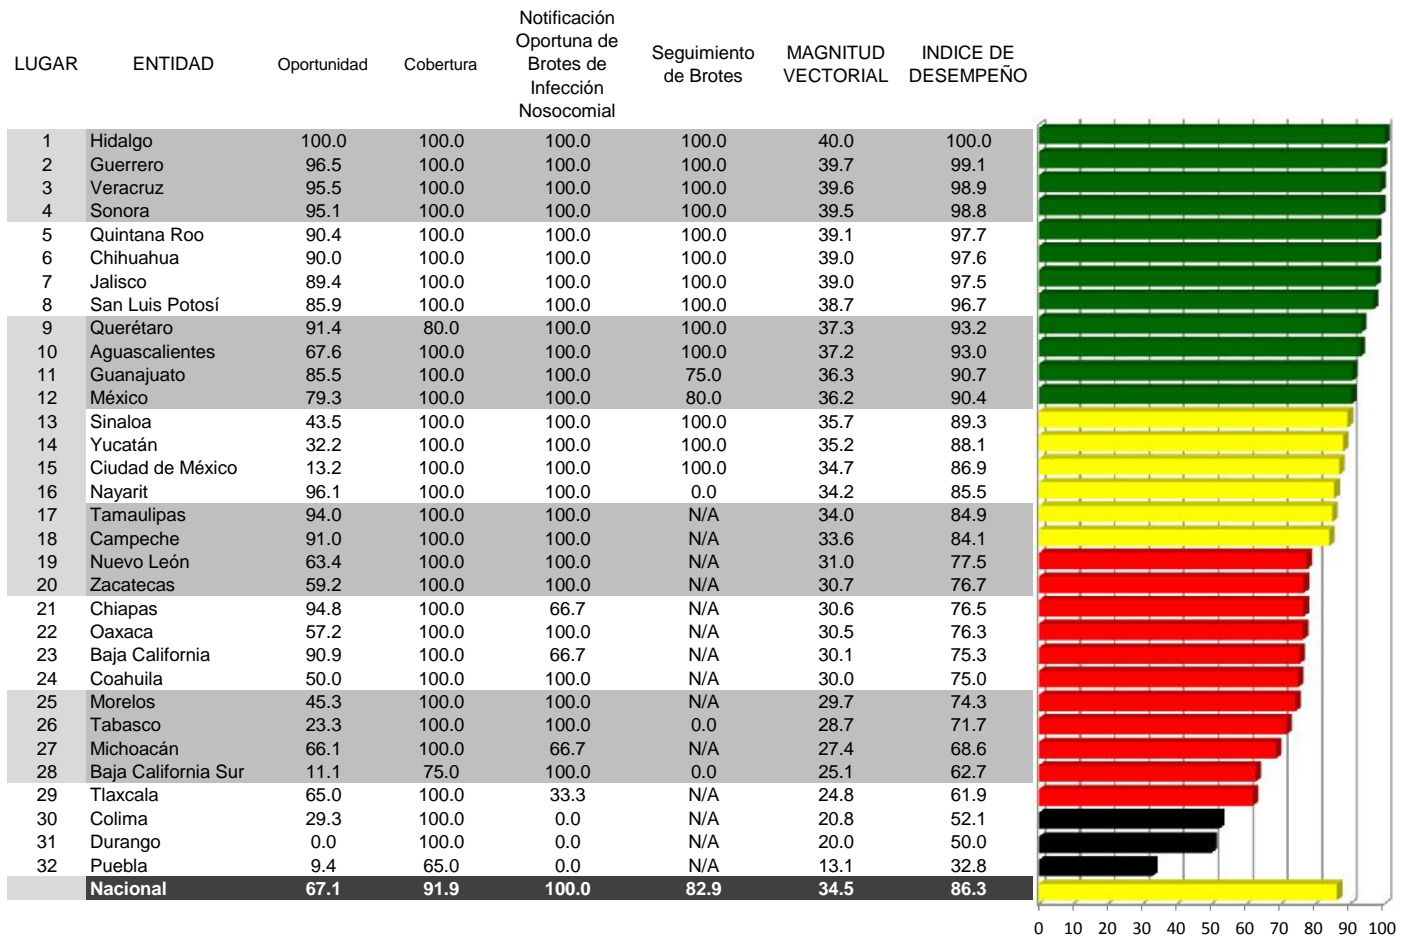 LUGAR ENTIDAD Oportunidad Cobertura Notificación Oportuna de Brotes de Infección Nosocomial Seguimiento de Brotes MAGNITUD VECTORIAL INDICE DE DESEMPEÑO
1 Hidalgo 100.0 100.0 100.0 100.0 40.0 100.0
2 Guerrero 96.5 100.0 100.0 100.0 39.7 99.1
3 Veracruz 95.5 100.0 100.0 100.0 39.6 98.9
4 Sonora 95.1 100.0 100.0 100.0 39.5 98.8
5 Quintana Roo 90.4 100.0 100.0 100.0 39.1 97.7
6 Chihuahua 90.0 100.0 100.0 100.0 39.0 97.6
7 Jalisco 89.4 100.0 100.0 100.0 39.0 97.5
8 San Luis Potosí 85.9 100.0 100.0 100.0 38.7 96.7
9 Querétaro 91.4 80.0 100.0 100.0 37.3 93.2
10 Aguascalientes 67.6 100.0 100.0 100.0 37.2 93.0
11 Guanajuato 85.5 100.0 100.0 75.0 36.3 90.7
12 México 79.3 100.0 100.0 80.0 36.2 90.4
13 Sinaloa 43.5 100.0 100.0 100.0 35.7 89.3
14 Yucatán 32.2 100.0 100.0 100.0 35.2 88.1
15 Ciudad de México 13.2 100.0 100.0 100.0 34.7 86.9
16 Nayarit 96.1 100.0 100.0 0.0 34.2 85.5
17 Tamaulipas 94.0 100.0 100.0 N/A 34.0 84.9
18 Campeche 91.0 100.0 100.0 N/A 33.6 84.1
19 Nuevo León 63.4 100.0 100.0 N/A 31.0 77.5
20 Zacatecas 59.2 100.0 100.0 N/A 30.7 76.7
21 Chiapas 94.8 100.0 66.7 N/A 30.6 76.5
22 Oaxaca 57.2 100.0 100.0 N/A 30.5 76.3
23 Baja California 90.9 100.0 66.7 N/A 30.1 75.3
24 Coahuila 50.0 100.0 100.0 N/A 30.0 75.0
25 Morelos 45.3 100.0 100.0 N/A 29.7 74.3
26 Tabasco 23.3 100.0 100.0 0.0 28.7 71.7
27 Michoacán 66.1 100.0 66.7 N/A 27.4 68.6
28 Baja California Sur 11.1 75.0 100.0 0.0 25.1 62.7
29 Tlaxcala 65.0 100.0 33.3 N/A 24.8 61.9
30 Colima 29.3 100.0 0.0 N/A 20.8 52.1
31 Durango 0.0 100.0 0.0 N/A 20.0 50.0
32 Puebla 9.4 65.0 0.0 N/A 13.1 32.8
Nacional 67.1 91.9 100.0 82.9 34.5 86.3
0 10 20 30 40 50 60 70 80 90 100